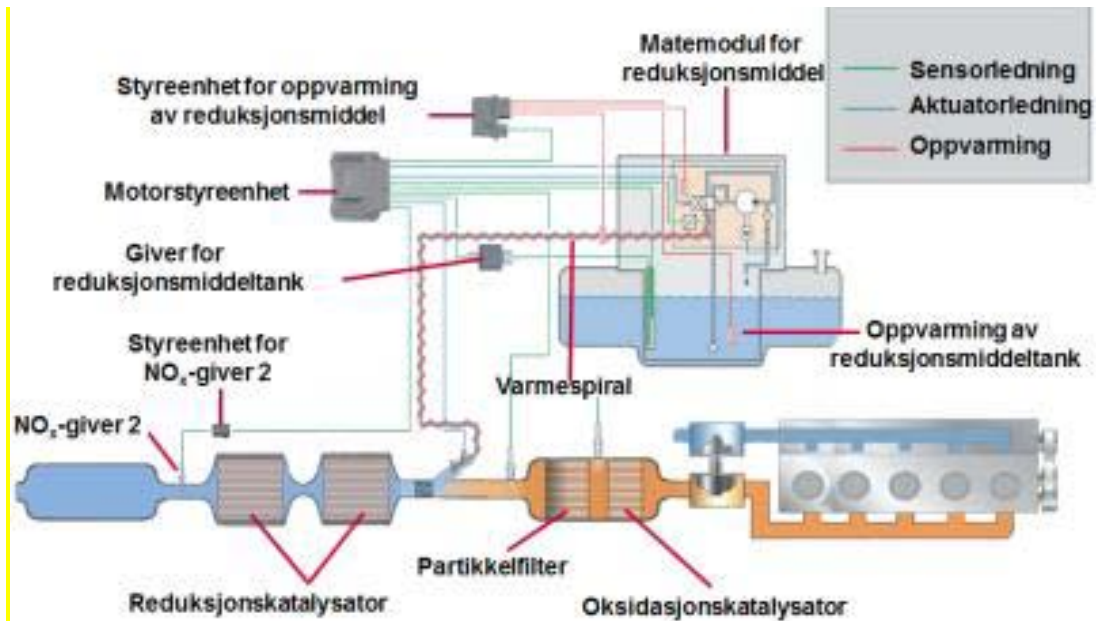 Matemodul for
reduksjonsmiddel
Sensorledning
Aktuatorledning
Oppvarming
Styreenhet for oppvarming
av reduksjonsmiddel
Motorstyreenhet
Giver for
reduksjonsmiddeltank
Oppvarming av
reduksjonsmiddeltank
Styreenhet for
NOₓ-giver 2
Varmespiral
NOₓ-giver 2
Partikkelfilter
Reduksjonskatalysator
Oksidasjonskatalysator